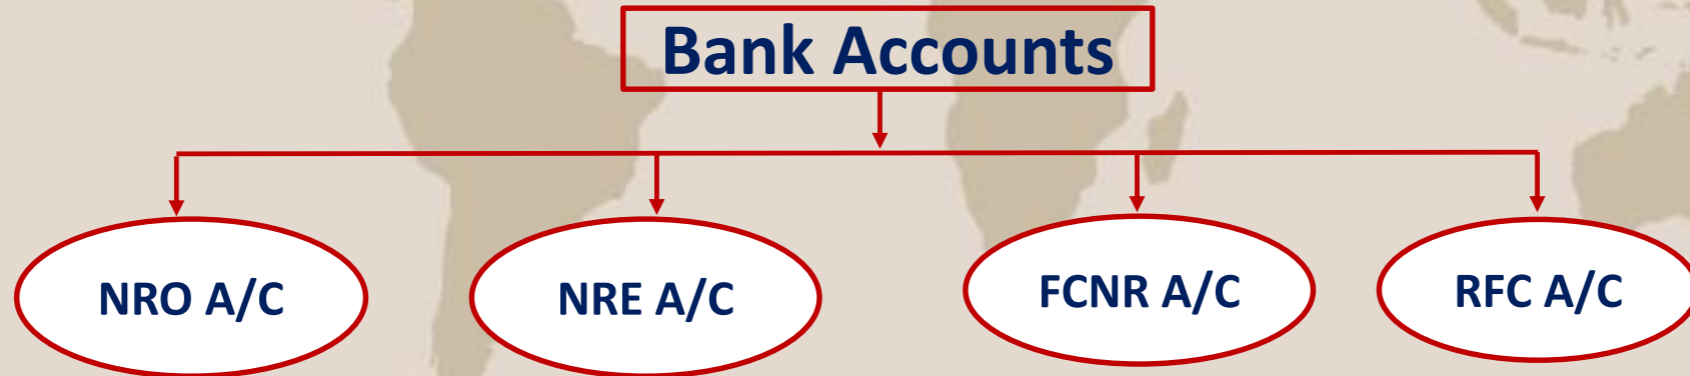 Bank Accounts
NRO A/C
NRE A/C
FCNR A/C
RFC A/C